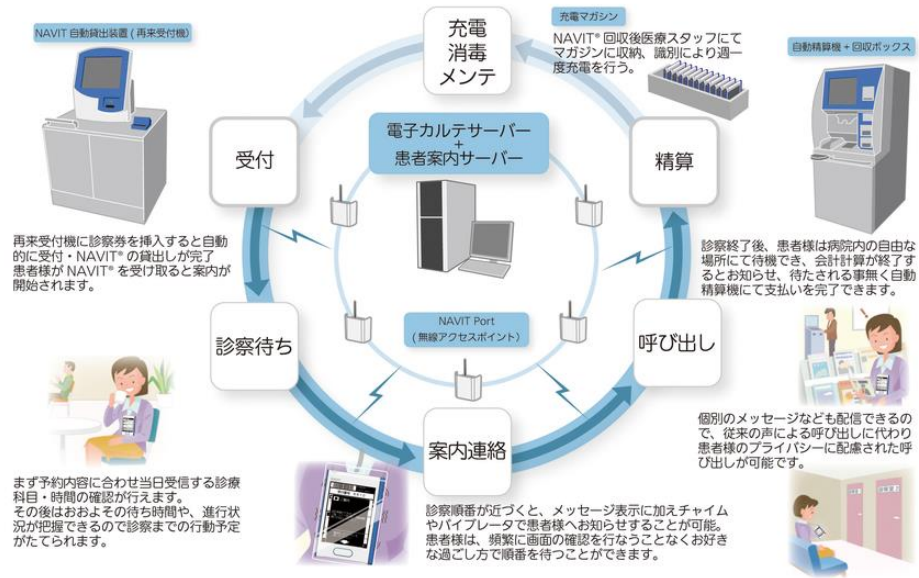 NAVIT 自動貸出装置 (再来受付機)
再来受付機に診察券を挿入すると自動
的に受付・NAVIT® の貸出しが完了
患者様が NAVIT® を受け取ると案内が
開始されます。
充電
消毒
メンテ
充電マガジン
NAVIT® 回収後医療スタッフにて
マガジンに収納、識別により週一
度充電を行う。
自動精算機 + 回収ボックス
受付
電子カルテサーバー
+
患者案内サーバー
精算
診察終了後、患者様は病院内の自由な
場所にて待機でき、会計計算が終了す
るとお知らせ、待たされる事無く自動
精算機にて支払いを完了できます。
診察待ち
NAVIT Port
(無線アクセスポイント)
呼び出し
まず予約内容に合わせ当日受信する診療
科目・時間の確認が行えます。
その後はおおよその待ち時間や、進行状
況が把握できるので診察までの行動予定
がたてられます。
案内連絡
診察順番が近づくと、メッセージ表示に加えチャイム
やバイブレータで患者様へお知らせすることが可能。
患者様は、頻繁に画面の確認を行なうことなくお好き
な過ごし方で順番を待つことができます。
個別のメッセージなども配信できるの
で、従来の声による呼び出しに代わり
患者様のプライバシーに配慮された呼
び出しが可能です。